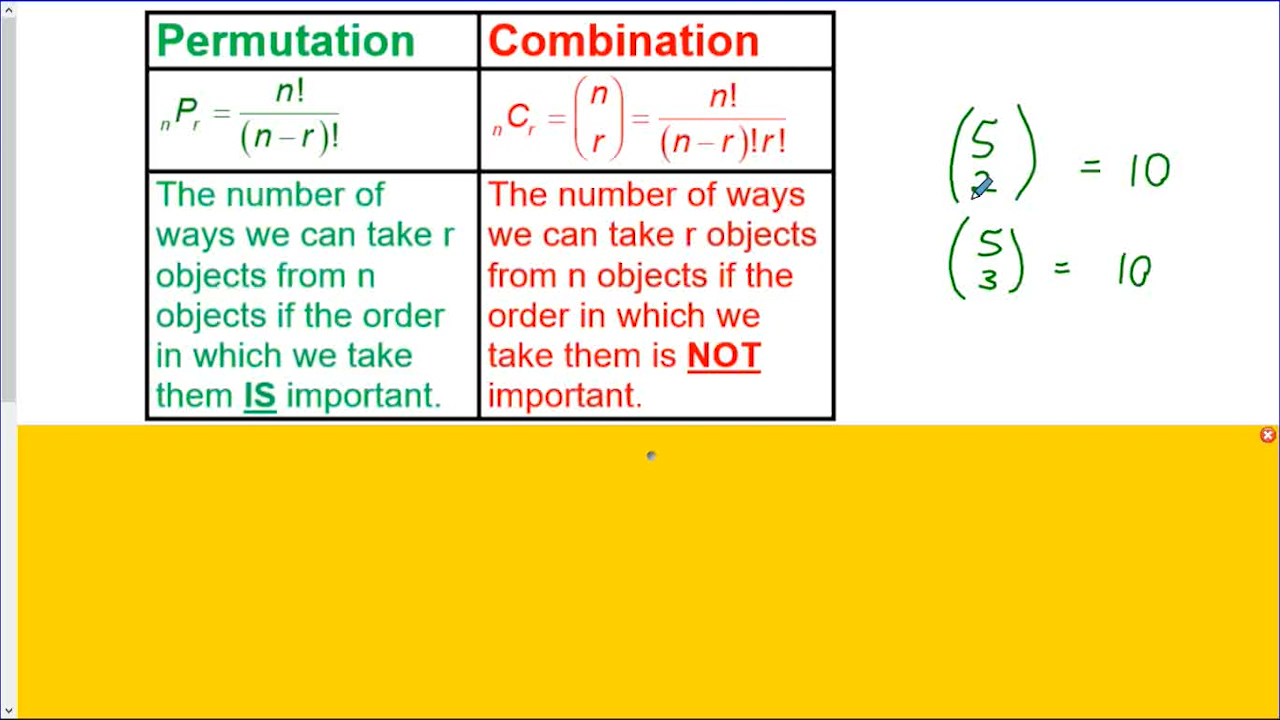 Permutation
Combination
nPr = n! / (n − r)!
nCr = (n r) = n! / (n − r)! r!
The number of
ways we can take r
objects from n
objects if the order
in which we take
them IS important.
The number of ways
we can take r objects
from n objects if the
order in which we
take them is NOT
important.
(5 2) = 10
(5 3) = 10